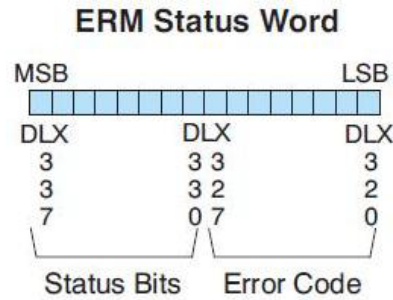 ERM Status Word
MSB LSB
DLX DLX DLX
3 3 3 3
3 3 2 2
7 0 7 0
Status Bits Error Code